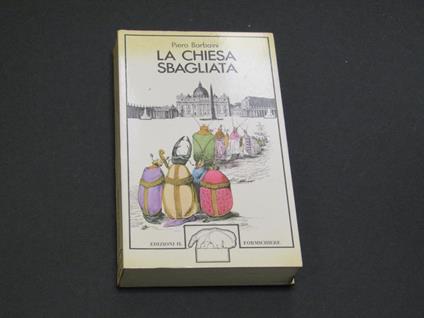 Piero Barbaini
LA CHIESA
SBAGLIATA
EDIZIONI IL FORMICHIERE